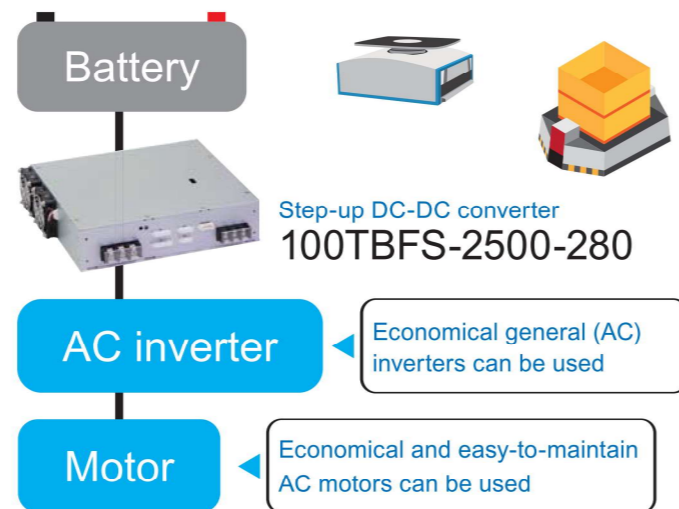 Battery
Step-up DC-DC converter
100TBFS-2500-280
AC inverter
Economical general (AC)
inverters can be used
Motor
Economical and easy-to-maintain
AC motors can be used